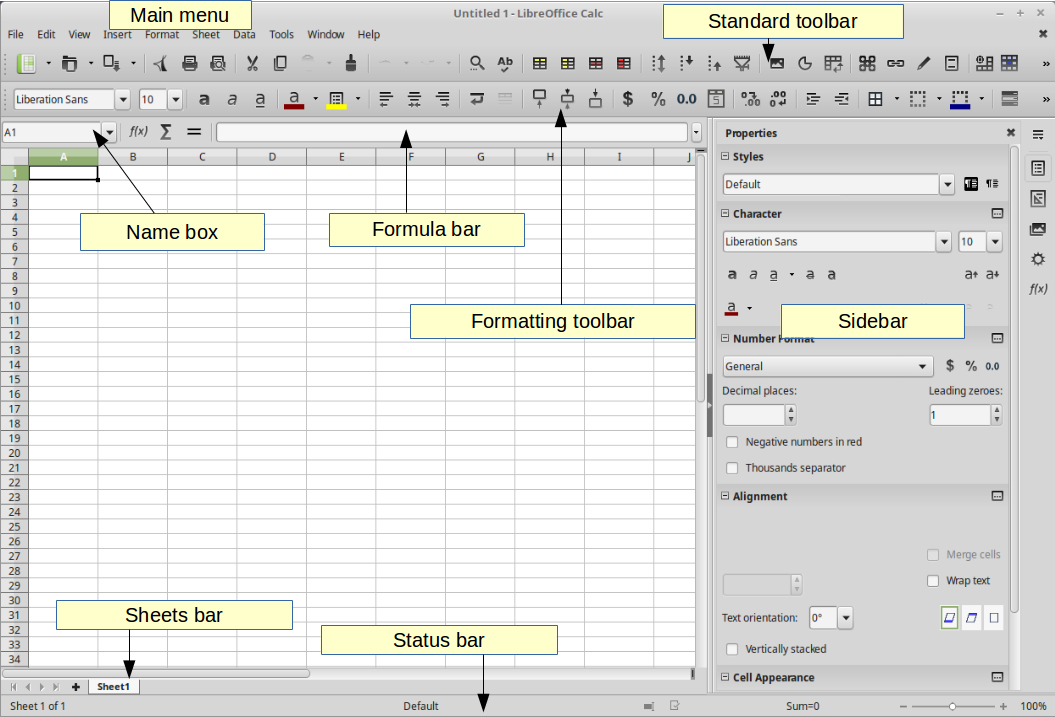 Main menu
Untitled 1 - LibreOffice Calc
Standard toolbar
File Edit View Insert Format Sheet Data Tools Window Help
Liberation Sans 10 a a a a $ % 0.0
A1 f(x) Σ =
Properties
A B C D E F G H I J
Styles
1
Default
2
3
Character
4
Name box
Formula bar
5
6
Liberation Sans 10
7
8
a a a a a
9
10
a
11
Formatting toolbar
Sidebar
12
Number Format
13
14
General $ % 0.0
15
16
Decimal places: Leading zeroes:
17
1
18
19
Negative numbers in red
20
21
Thousands separator
22
23
Alignment
24
25
26
27
Merge cells
28
29
Wrap text
30
31
Sheets bar
Text orientation: 0°
32
Status bar
33
Vertically stacked
34
Cell Appearance
Sheet1
Sheet 1 of 1 Default Sum=0 100%
f(x)